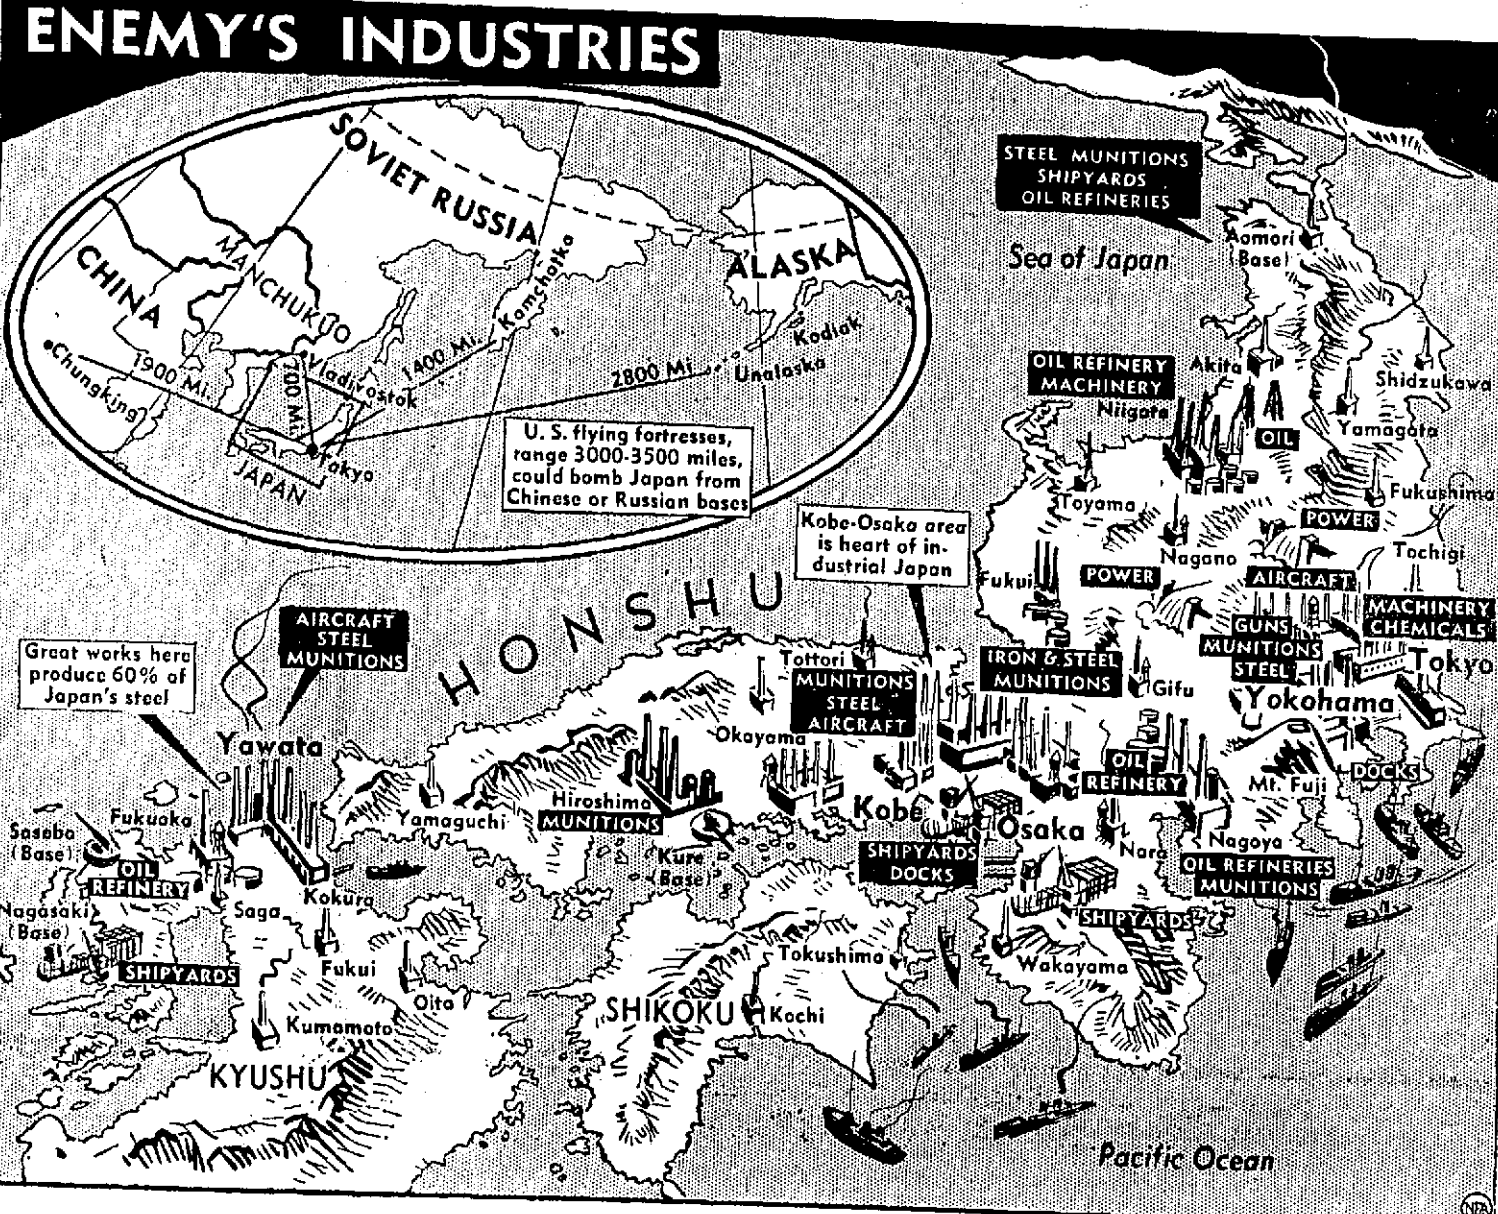 ENEMY'S INDUSTRIES
SOVIET RUSSIA
CHINA
MANCHUKUO
ALASKA
Kamchatka
Kodiak
Unalaska
Chungking
Vladivostok
1900 Mi.
700 Mi.
1400 Mi.
2800 Mi
Tokyo
JAPAN
U. S. flying fortresses,
range 3000-3500 miles,
could bomb Japan from
Chinese or Russian bases
STEEL MUNITIONS
SHIPYARDS
OIL REFINERIES
Sea of Japan
Aomori
(Base)
OIL REFINERY
MACHINERY
Niigata
Akita
Shidzukawa
Yamagata
OIL
Toyama
Fukushima
POWER
Nagano
Tochigi
Kobe-Osaka area
is heart of in-
dustrial Japan
Fukui
POWER
AIRCRAFT
MACHINERY
CHEMICALS
GUNS
MUNITIONS
STEEL
Tokyo
HONSHU
AIRCRAFT
STEEL
MUNITIONS
Great works here
produce 60% of
Japan's steel
Tottori
MUNITIONS
STEEL
AIRCRAFT
IRON & STEEL
MUNITIONS
Gifu
Yokohama
Yawata
Okayama
OIL
REFINERY
DOCKS
Mt. Fuji
Hiroshima
MUNITIONS
Kobe
Osaka
Yamaguchi
Fukuoka
Sasebo
(Base)
Kure
(Base)
SHIPYARDS
DOCKS
Nara
Nagoya
OIL REFINERIES
MUNITIONS
OIL
REFINERY
Kokura
Saga
Nagasaki
(Base)
SHIPYARDS
SHIPYARDS
Fukui
Oita
Tokushima
Wakayama
SHIKOKU
Kochi
Kumamoto
KYUSHU
Pacific Ocean
NEA